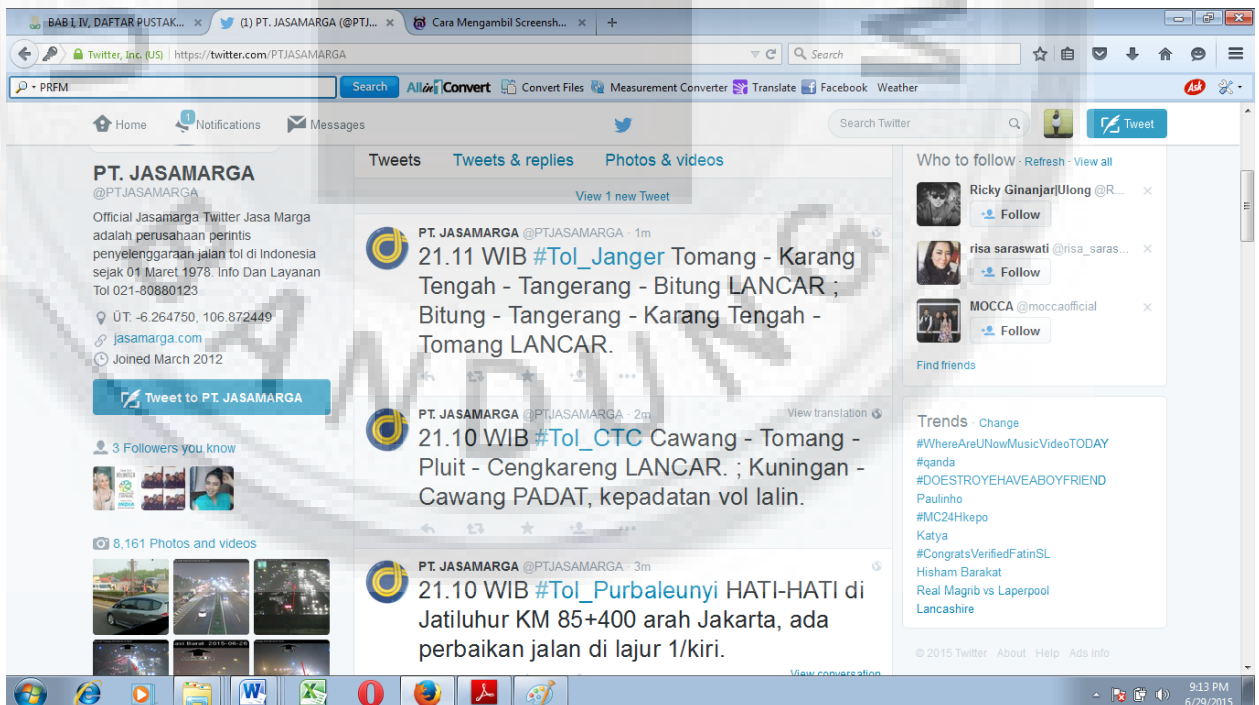 BAB I, IV, DAFTAR PUSTAK...
(1) PT. JASAMARGA (@PTJ...
Cara Mengambil Screensh...
Twitter, Inc. (US)
https://twitter.com/PTJASAMARGA
Search
PRFM
Search
All in 1 Convert
Convert Files
Measurement Converter
Translate
Facebook
Weather
Ask
Home
1
Notifications
Messages
Search Twitter
Tweet
PT. JASAMARGA
@PTJASAMARGA
Official Jasamarga Twitter Jasa Marga
adalah perusahaan perintis
penyelenggaraan jalan tol di Indonesia
sejak 01 Maret 1978. Info Dan Layanan
Tol 021-80880123
ÜT: -6.264750, 106.872449
jasamarga.com
Joined March 2012
Tweet to PT. JASAMARGA
3 Followers you know
8,161 Photos and videos
Tweets
Tweets & replies
Photos & videos
View 1 new Tweet
PT. JASAMARGA @PTJASAMARGA · 1m
21.11 WIB #Tol_Janger Tomang - Karang
Tengah - Tangerang - Bitung LANCAR ;
Bitung - Tangerang - Karang Tengah -
Tomang LANCAR.
PT. JASAMARGA @PTJASAMARGA · 2m
View translation
21.10 WIB #Tol_CTC Cawang - Tomang -
Pluit - Cengkareng LANCAR. ; Kuningan -
Cawang PADAT, kepadatan vol lalin.
PT. JASAMARGA @PTJASAMARGA · 3m
21.10 WIB #Tol_Purbaleunyi HATI-HATI di
Jatiluhur KM 85+400 arah Jakarta, ada
perbaikan jalan di lajur 1/kiri.
View conversation
Who to follow · Refresh · View all
Ricky Ginanjar|Ulong @R...
Follow
risa saraswati @risa_saras...
Follow
MOCCA @moccaofficial
Follow
Find friends
Trends · Change
#WhereAreUNowMusicVideoTODAY
#qanda
#DOESTROYEHAVEABOYFRIEND
Paulinho
#MC24Hkepo
Katya
#CongratsVerifiedFatinSL
Hisham Barakat
Real Magrib vs Laperpool
Lancashire
© 2015 Twitter About Help Ads info
9:13 PM
6/29/2015